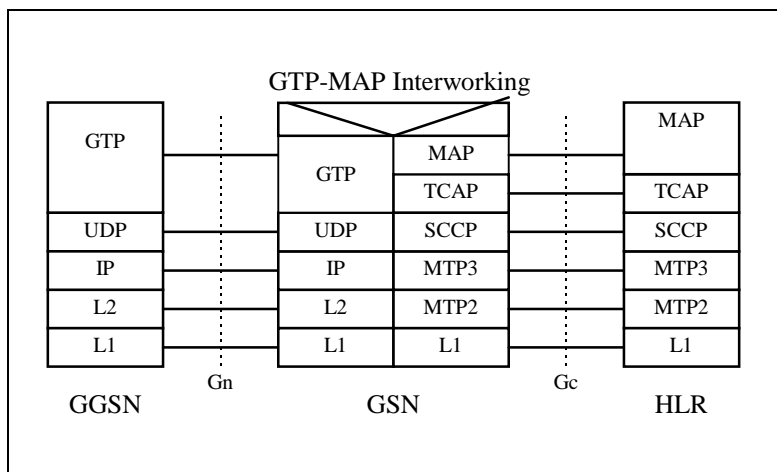 GTP-MAP Interworking
GTP MAP MAP
GTP
TCAP TCAP
UDP UDP SCCP SCCP
IP IP MTP3 MTP3
L2 L2 MTP2 MTP2
L1 L1 L1 L1
Gn Gc
GGSN GSN HLR